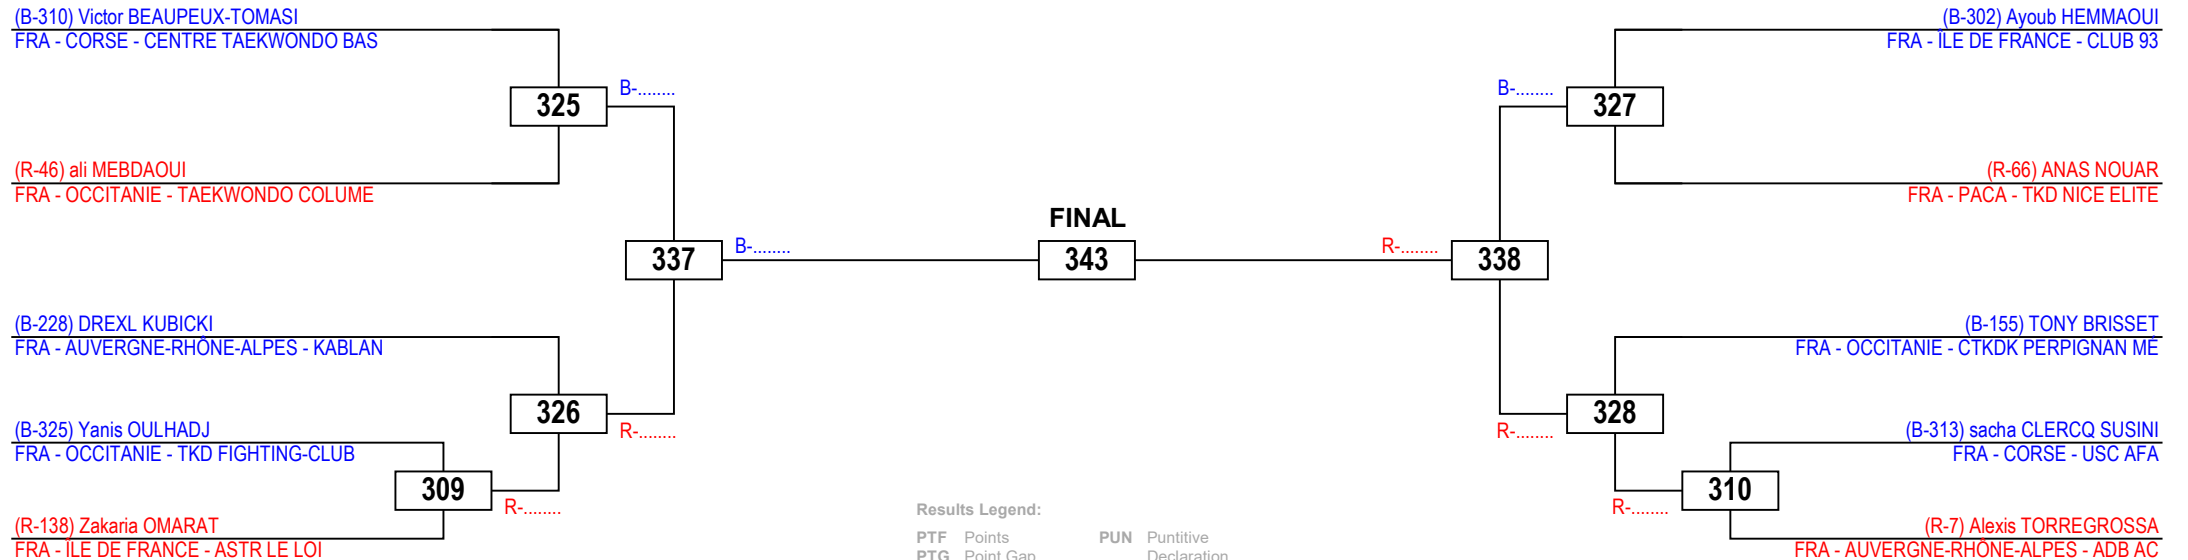 (B-310) Victor BEAUPEUX-TOMASI
FRA - CORSE - CENTRE TAEKWONDO BAS
325
B-........
(R-46) ali MEBDAOUI
FRA - OCCITANIE - TAEKWONDO COLUME
337
B-........
(B-228) DREXL KUBICKI
FRA - AUVERGNE-RHÔNE-ALPES - KABLAN
326
R-........
(B-325) Yanis OULHADJ
FRA - OCCITANIE - TKD FIGHTING-CLUB
309
R-........
(R-138) Zakaria OMARAT
FRA - ÎLE DE FRANCE - ASTR LE LOI
FINAL
343
(B-302) Ayoub HEMMAOUI
FRA - ÎLE DE FRANCE - CLUB 93
B-........
327
(R-66) ANAS NOUAR
FRA - PACA - TKD NICE ELITE
R-........
338
(B-155) TONY BRISSET
FRA - OCCITANIE - CTKDK PERPIGNAN MÉ
R-........
328
(B-313) sacha CLERCQ SUSINI
FRA - CORSE - USC AFA
R-........
310
(R-7) Alexis TORREGROSSA
FRA - AUVERGNE-RHÔNE-ALPES - ADB AC
Results Legend:
PTF Points PUN Puntitive
PTG Point Gap Declaration